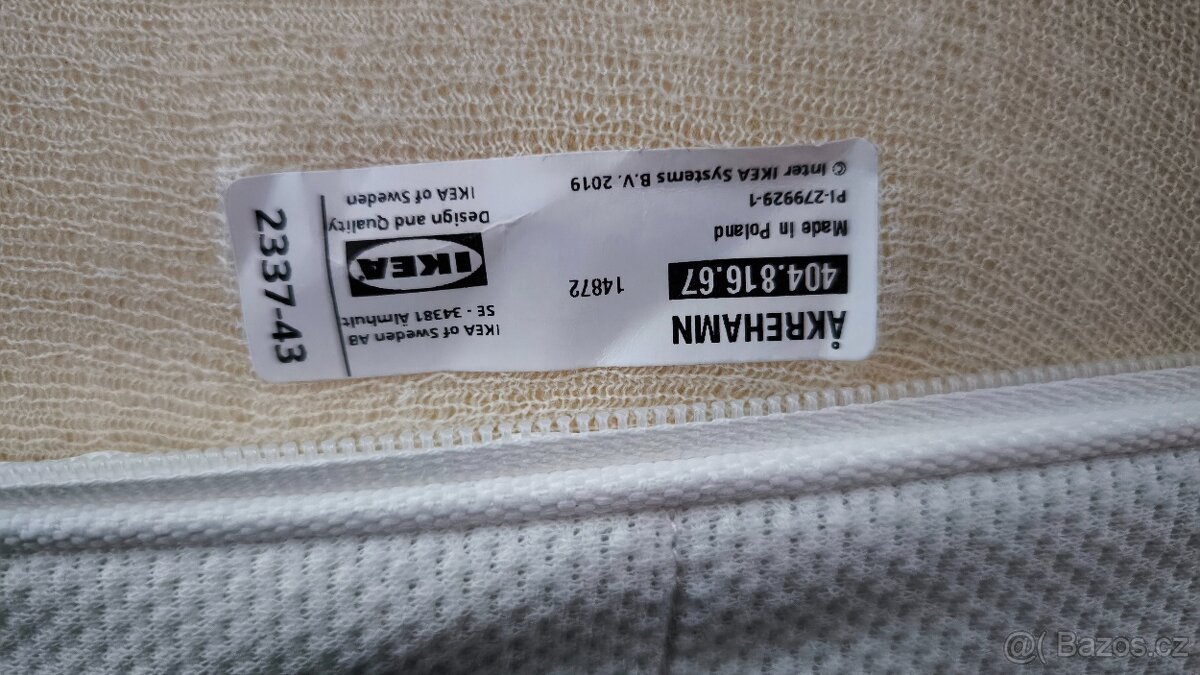 ÅKREHAMN
404.816.67 14872
Made in Poland
PI-279929-1
© Inter IKEA Systems B.V. 2019
IKEA of Sweden AB
SE - 34381 Älmhult
IKEA
Design and Quality
IKEA of Sweden
2337-43
@( Bazos.cz